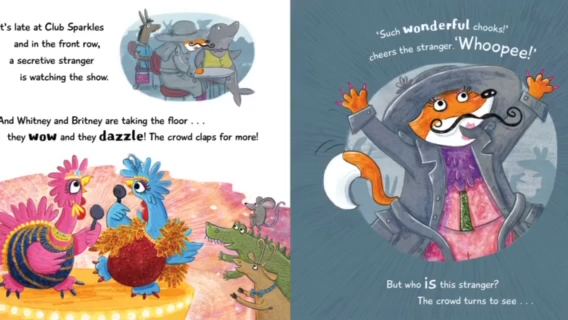 t's late at Club Sparkles
and in the front row,
a secretive stranger
is watching the show.
And Whitney and Britney are taking the floor . . .
they wow and they dazzle! The crowd claps for more!
'Such wonderful chooks!'
cheers the stranger. 'Whoopee!'
But who is this stranger?
The crowd turns to see . . .